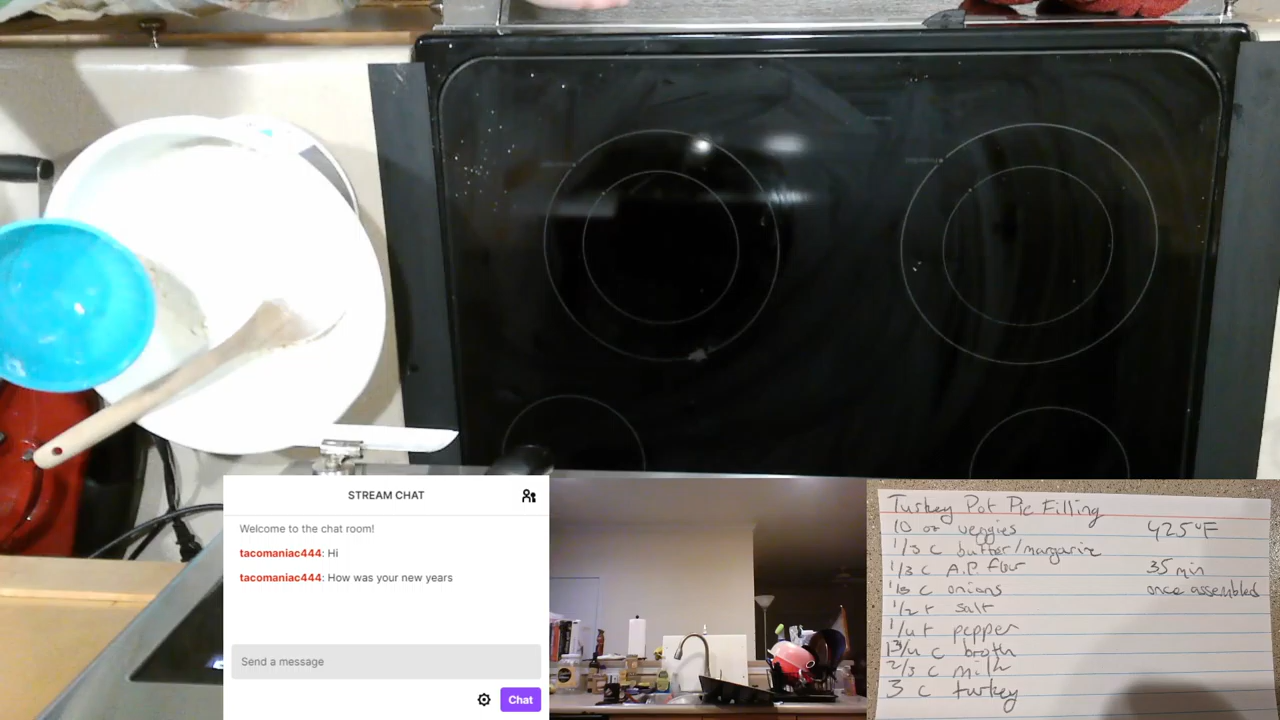 STREAM CHAT
Welcome to the chat room!
tacomaniac444: Hi
tacomaniac444: How was your new years
Send a message
Chat
Turkey Pot Pie Filling
10 oz veggies
1/3 c butter/margarine
1/3 c A.P. flour
1/3 c onions
1/2 t salt
1/4 t pepper
1 3/4 c broth
2/3 c milk
3 c turkey
425°F
35 min
once assembled